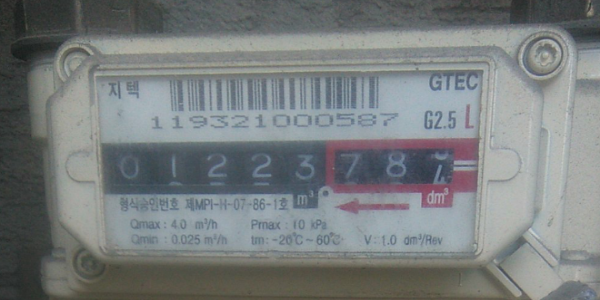 지텍 GTEC
119321000587 G2.5 L
0 1 2 2 3 7 8
형식승인번호 제MPI-H-07-86-1호 m³ dm³
Qmax : 4.0 m³/h Pmax : 10 kPa
Qmin : 0.025 m³/h tm : -20℃ ~ 60℃ V : 1.0 dm³/Rev